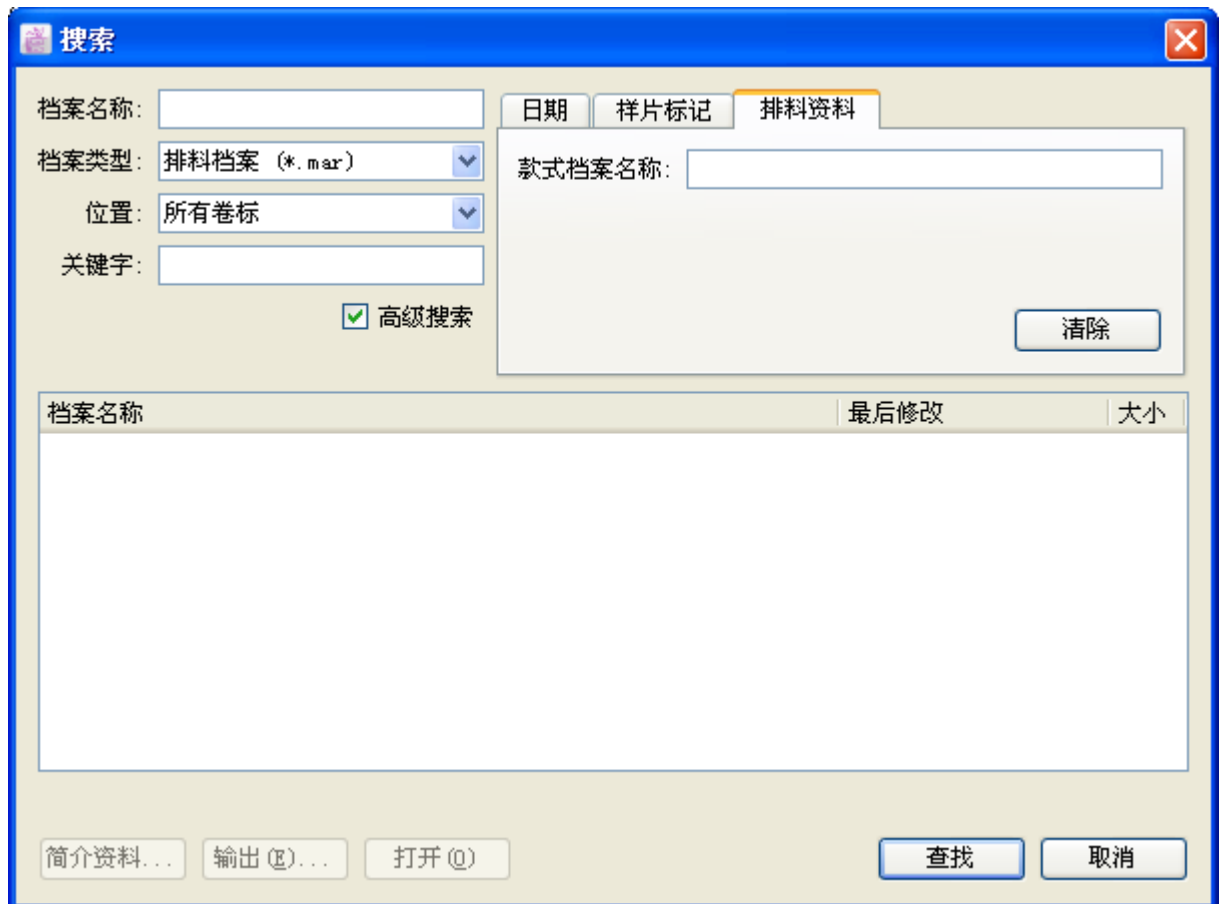 搜索
档案名称:
档案类型: 排料档案 (*.mar)
位置: 所有卷标
关键字:
高级搜索
日期 样片标记 排料资料
款式档案名称:
清除
档案名称 最后修改 大小
简介资料... 输出(E)... 打开(O) 查找 取消